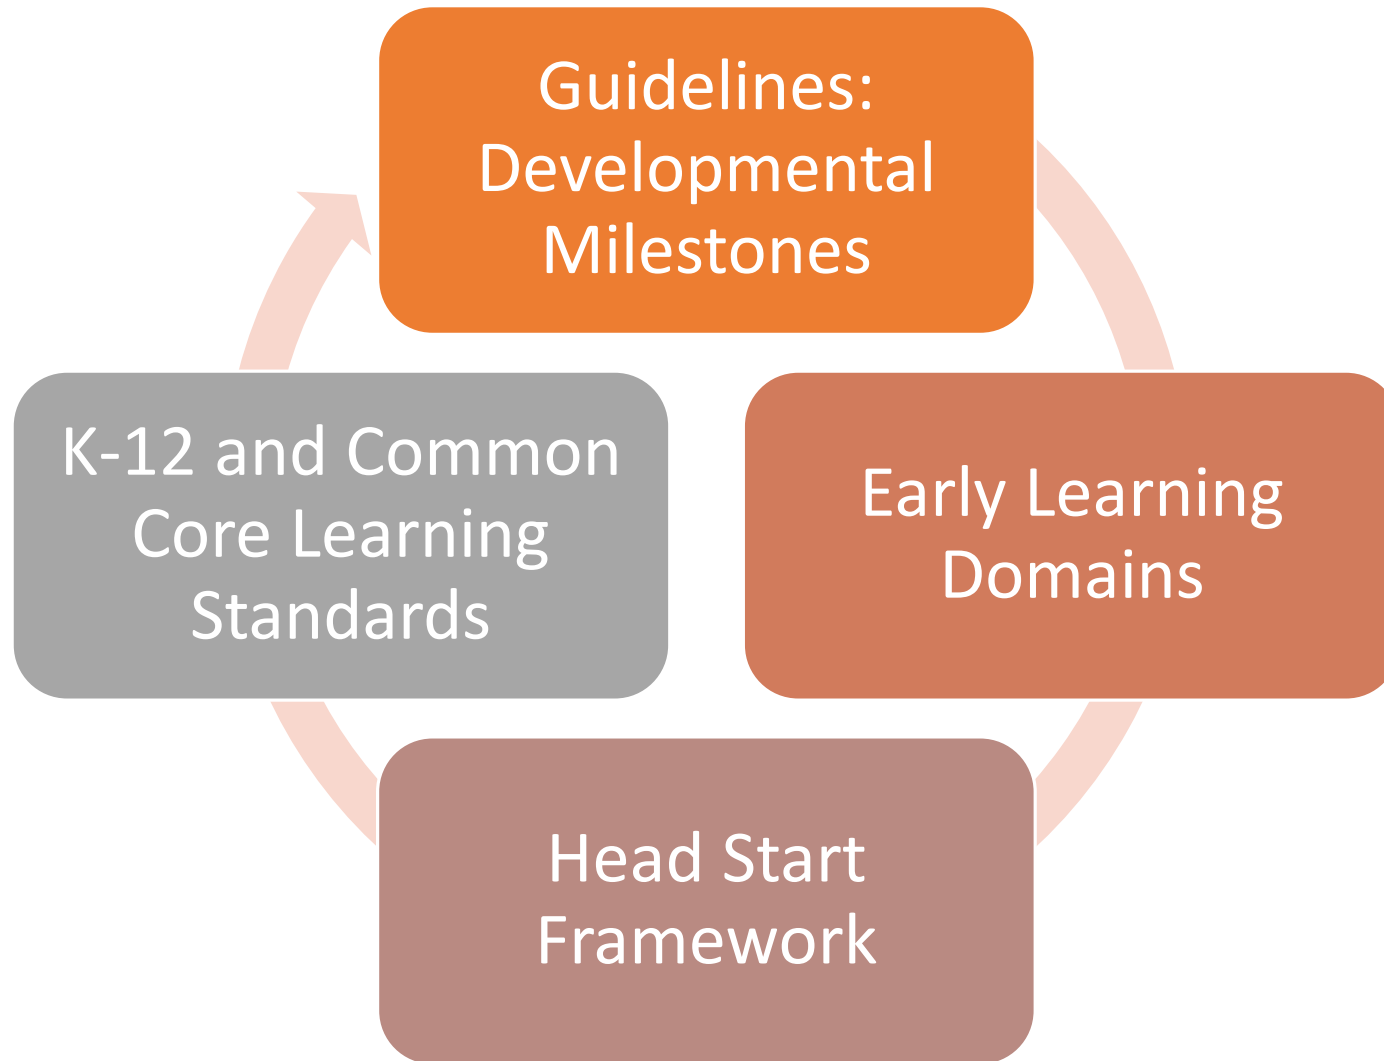 Guidelines:
Developmental
Milestones
Early Learning
Domains
Head Start
Framework
K-12 and Common
Core Learning
Standards